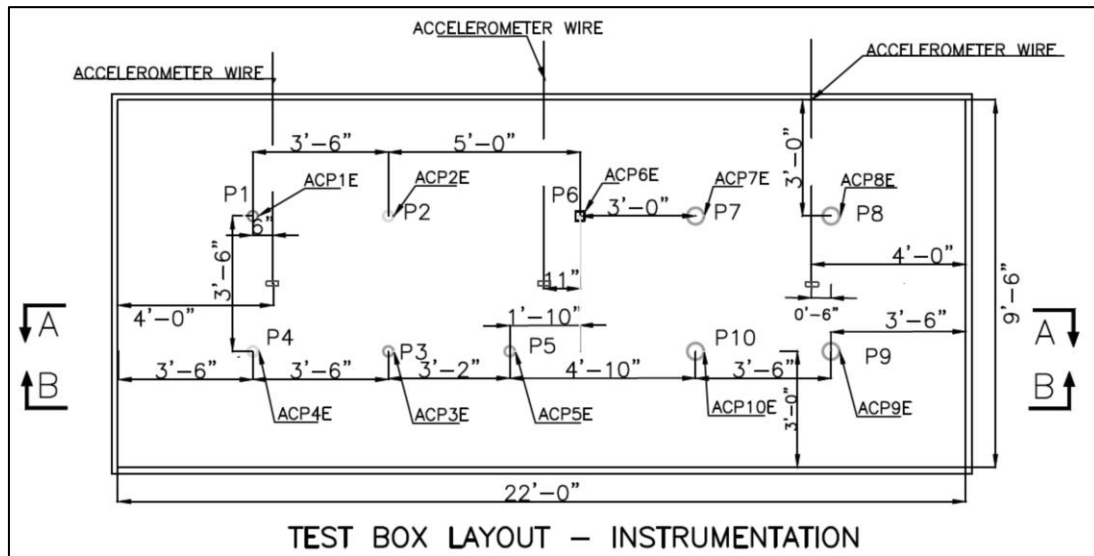 ACCELEROMETER WIRE
ACCELEROMETER WIRE
ACCELEROMETER WIRE
3'-6"
5'-0"
3'-0"
P1
ACP1E
ACP2E
P2
P6
ACP6E
ACP7E
3'-0"
P7
ACP8E
P8
6"
3'-6"
4'-0"
11"
4'-0"
9'-6"
A
4'-0"
1'-10"
0'-6"
3'-6"
A
P4
P3
P5
P10
P9
B
3'-6"
3'-6"
3'-2"
4'-10"
3'-6"
3'-0"
B
ACP4E
ACP3E
ACP5E
ACP10E
ACP9E
22'-0"
TEST BOX LAYOUT – INSTRUMENTATION